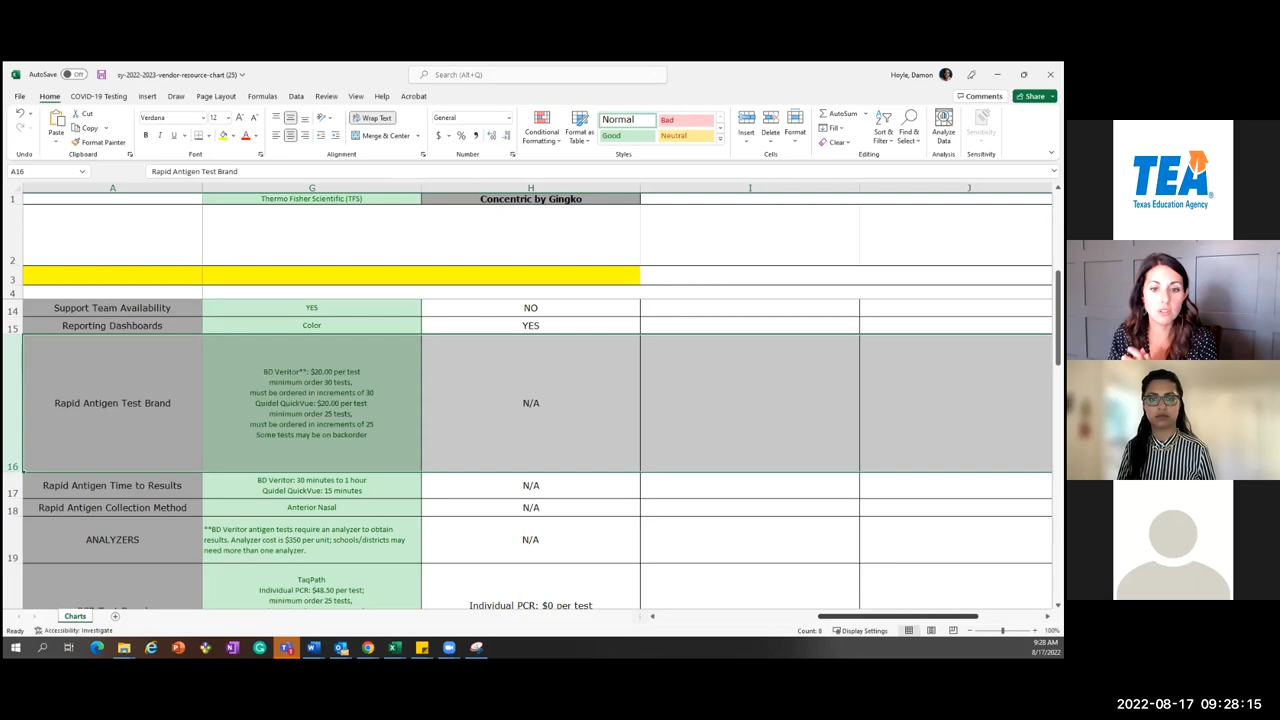 AutoSave Off sy-2022-2023-vendor-resource-chart (25) Search (Alt+Q) Hoyle, Damon
File Home COVID-19 Testing Insert Draw Page Layout Formulas Data Review View Help Acrobat Comments Share
Paste Cut Copy Format Painter
Verdana 12
Wrap Text
Merge & Center
General
Conditional Formatting Format as Table
Normal Bad
Good Neutral
Insert Delete Format
AutoSum
Fill
Clear
Sort & Filter Find & Select
Analyze Data
Sensitivity
Undo Clipboard Font Alignment Number Styles Cells Editing Analysis Sensitivity
A16 Rapid Antigen Test Brand
A G H I J
1 Thermo Fisher Scientific (TFS) Concentric by Gingko
2
3
4
14 Support Team Availability YES NO
15 Reporting Dashboards Color YES
16 Rapid Antigen Test Brand
BD Veritor**: $20.00 per test
minimum order 30 tests,
must be ordered in increments of 30
Quidel QuickVue: $20.00 per test
minimum order 25 tests,
must be ordered in increments of 25
Some tests may be on backorder
N/A
17 Rapid Antigen Time to Results
BD Veritor: 30 minutes to 1 hour
Quidel QuickVue: 15 minutes
N/A
18 Rapid Antigen Collection Method Anterior Nasal N/A
19 ANALYZERS
**BD Veritor antigen tests require an analyzer to obtain
results. Analyzer cost is $350 per unit; schools/districts may
need more than one analyzer.
N/A
TaqPath
Individual PCR: $48.50 per test;
minimum order 25 tests,
Individual PCR: $0 per test
Charts
Ready Accessibility: Investigate Count: 8 Display Settings 100%
9:28 AM
8/17/2022
TEA
Texas Education Agency
2022-08-17 09:28:15